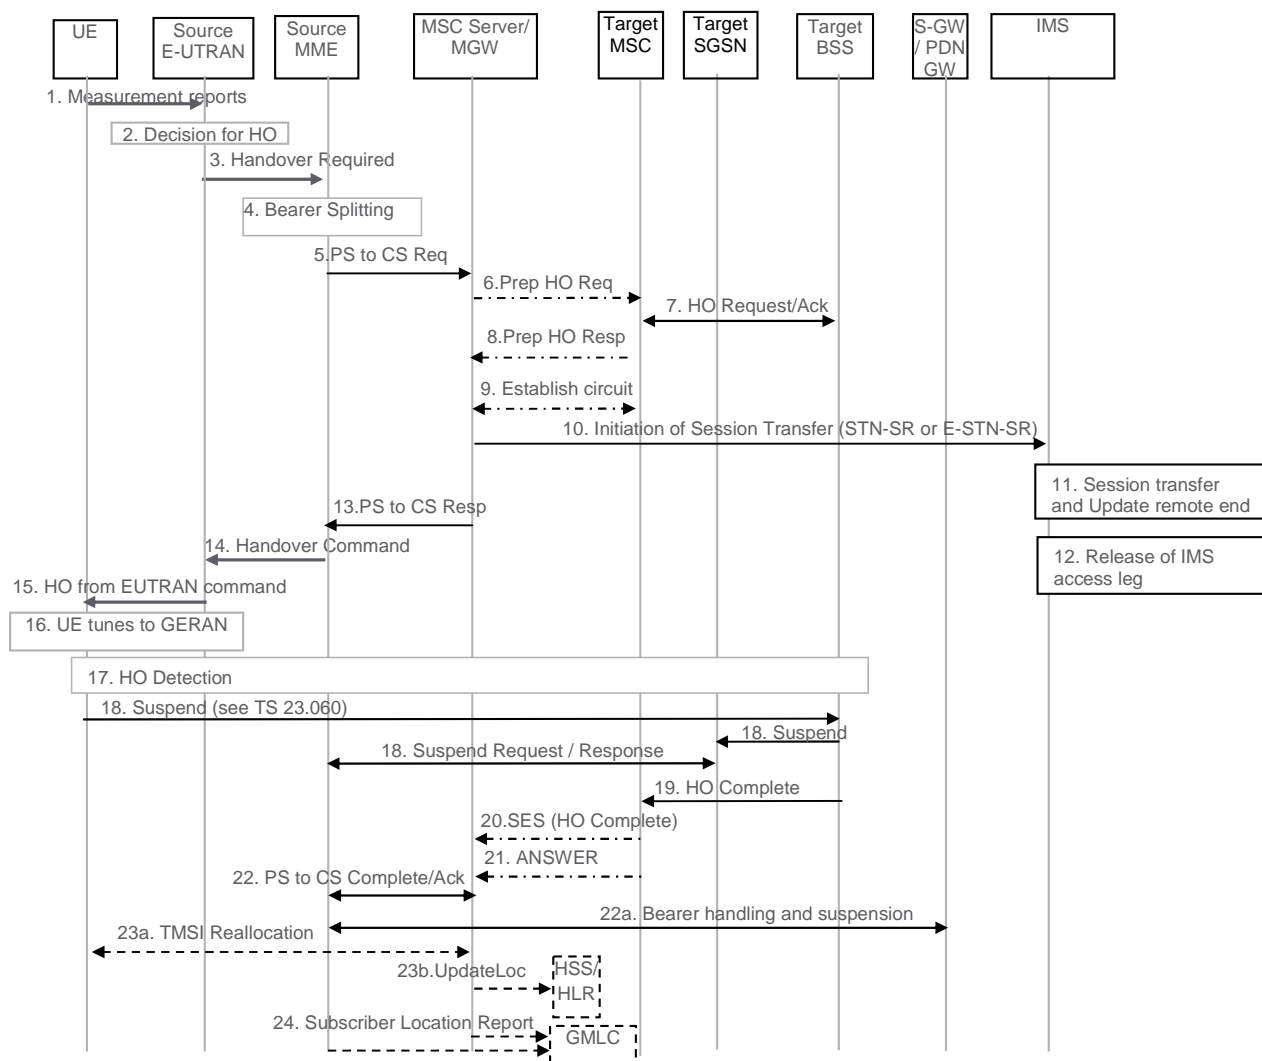 UE
Source
E-UTRAN
Source
MME
MSC Server/
MGW
Target
MSC
Target
SGSN
Target
BSS
S-GW
/ PDN
GW
IMS
1. Measurement reports
2. Decision for HO
3. Handover Required
4. Bearer Splitting
5.PS to CS Req
6.Prep HO Req
7. HO Request/Ack
8.Prep HO Resp
9. Establish circuit
10. Initiation of Session Transfer (STN-SR or E-STN-SR)
11. Session transfer
and Update remote end
13.PS to CS Resp
14. Handover Command
12. Release of IMS
access leg
15. HO from EUTRAN command
16. UE tunes to GERAN
17. HO Detection
18. Suspend (see TS 23.060)
18. Suspend
18. Suspend Request / Response
19. HO Complete
20.SES (HO Complete)
21. ANSWER
22. PS to CS Complete/Ack
22a. Bearer handling and suspension
23a. TMSI Reallocation
23b.UpdateLoc
HSS/
HLR
24. Subscriber Location Report
GMLC